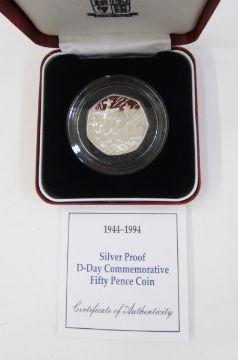 1944-1994
Silver Proof
D-Day Commemorative
Fifty Pence Coin
Certificate of Authenticity